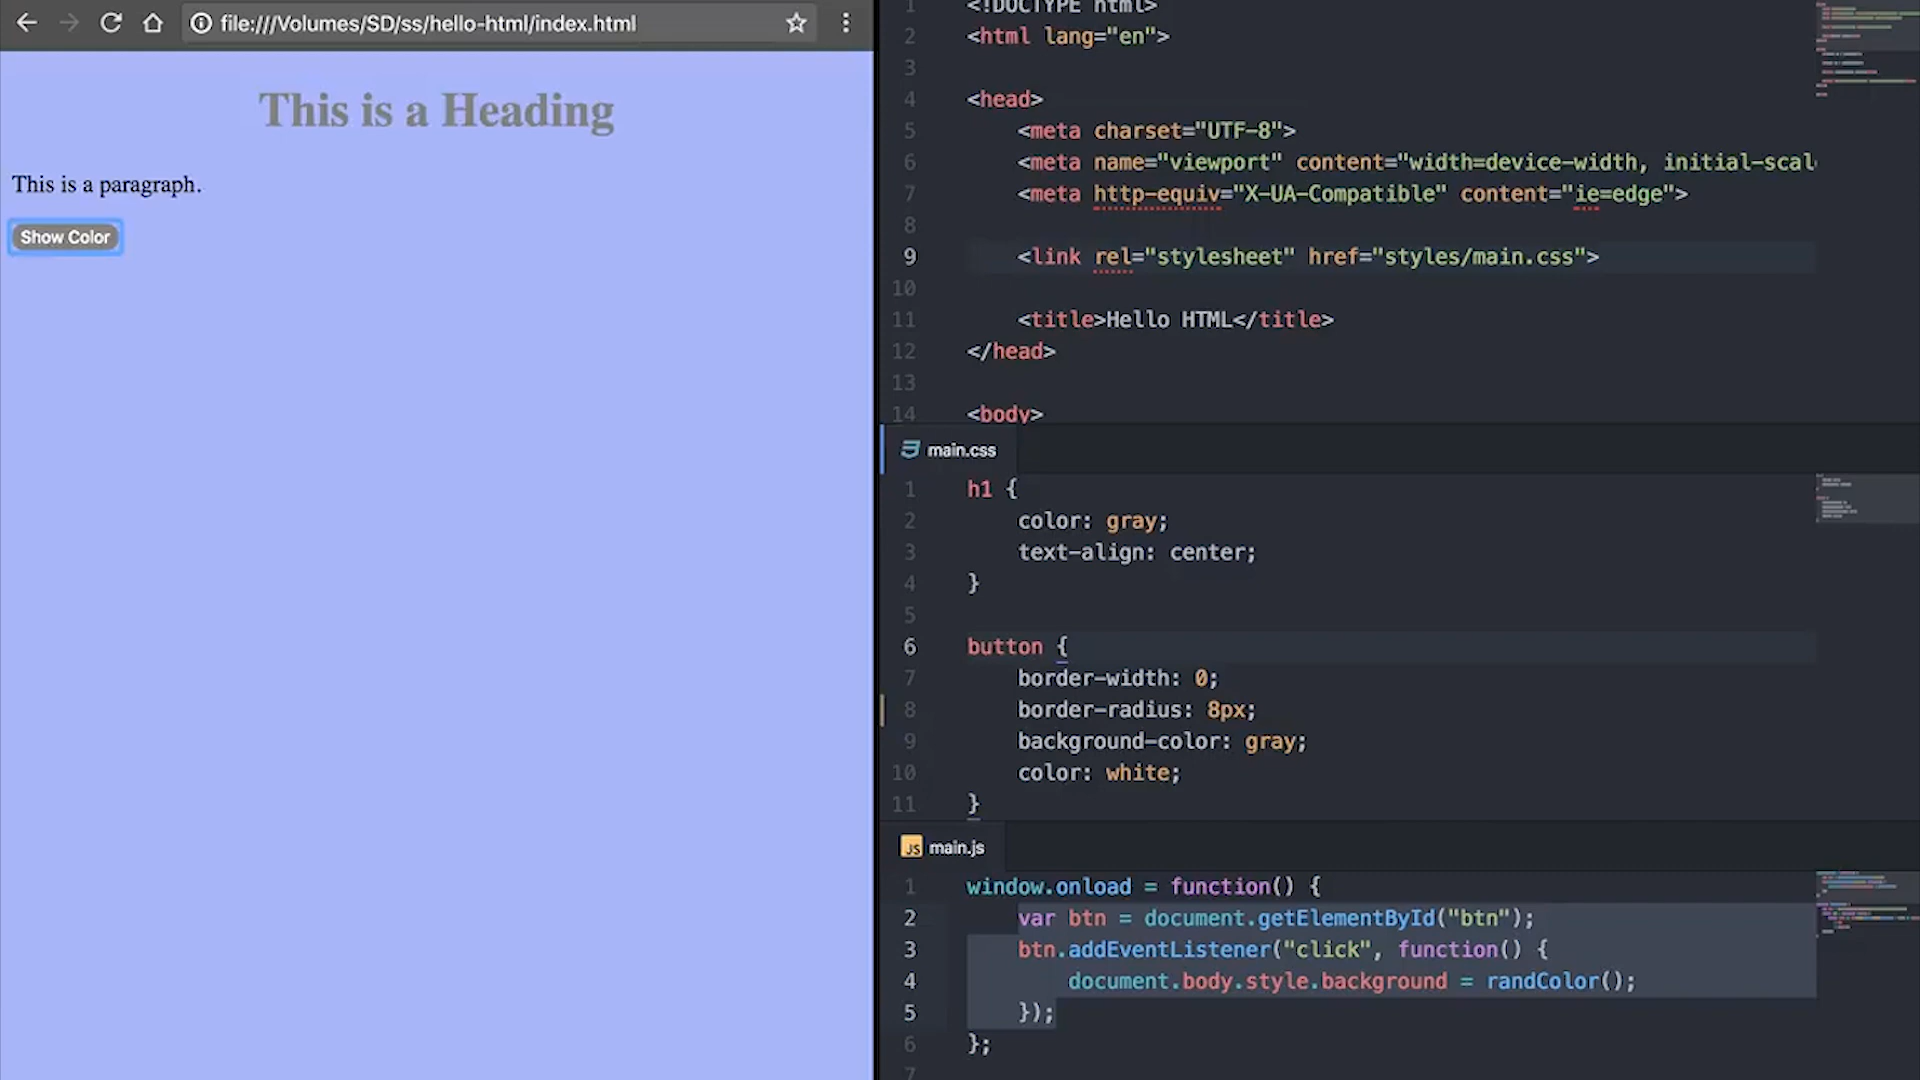 file:///Volumes/SD/ss/hello-html/index.html
This is a Heading
This is a paragraph.
Show Color
1 <!DOCTYPE html>
2 <html lang="en">
3
4 <head>
5 <meta charset="UTF-8">
6 <meta name="viewport" content="width=device-width, initial-scal
7 <meta http-equiv="X-UA-Compatible" content="ie=edge">
8
9 <link rel="stylesheet" href="styles/main.css">
10
11 <title>Hello HTML</title>
12 </head>
13
14 <body>
main.css
1 h1 {
2 color: gray;
3 text-align: center;
4 }
5
6 button {
7 border-width: 0;
8 border-radius: 8px;
9 background-color: gray;
10 color: white;
11 }
JS main.js
1 window.onload = function() {
2 var btn = document.getElementById("btn");
3 btn.addEventListener("click", function() {
4 document.body.style.background = randColor();
5 });
6 };
7